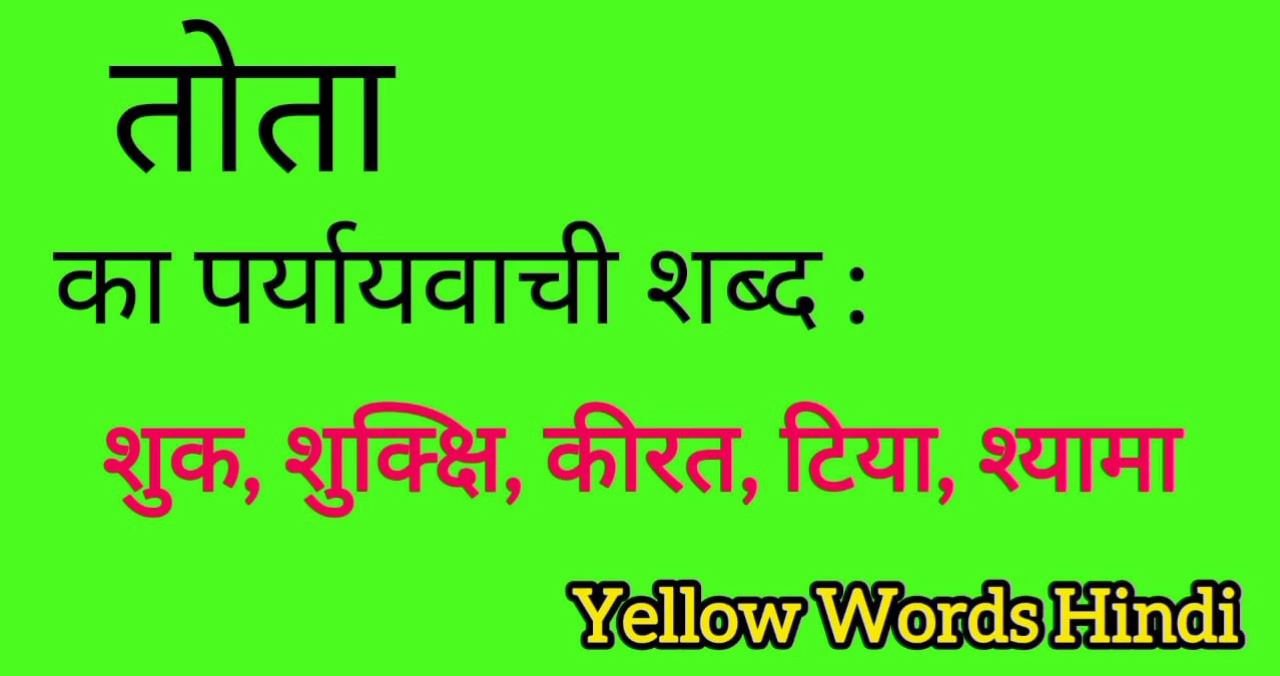 तोता
का पर्यायवाची शब्द :
शुक, शुक्क्षि, कीरत, टिया, श्यामा
Yellow Words Hindi